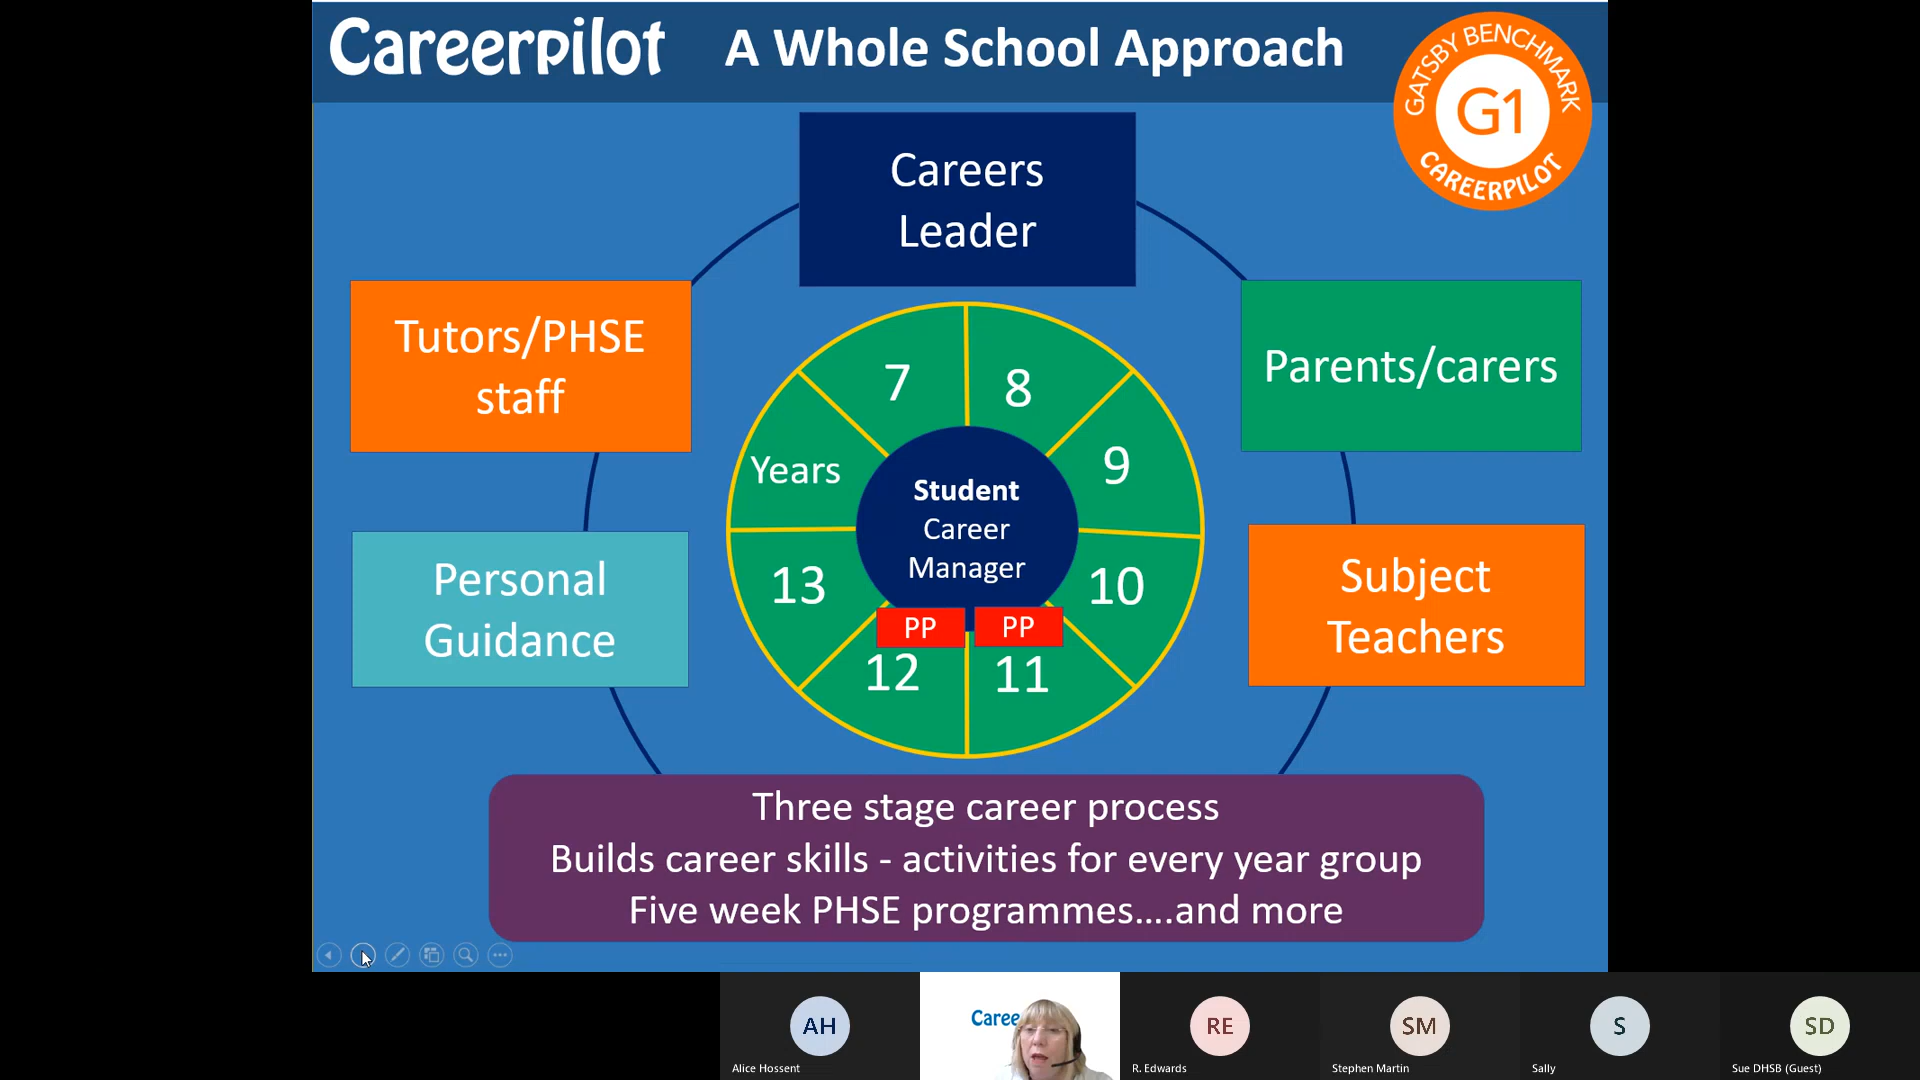 Careerpilot
A Whole School Approach
GATSBY BENCHMARK
G1
CAREERPILOT
Careers
Leader
Tutors/PHSE
staff
Parents/carers
7
8
Years
9
Student
Career
Manager
Personal
Guidance
13
10
Subject
Teachers
PP
PP
12
11
Three stage career process
Builds career skills - activities for every year group
Five week PHSE programmes....and more
AH
Alice Hossent
Caree
RE
R. Edwards
SM
Stephen Martin
S
Sally
SD
Sue DHSB (Guest)